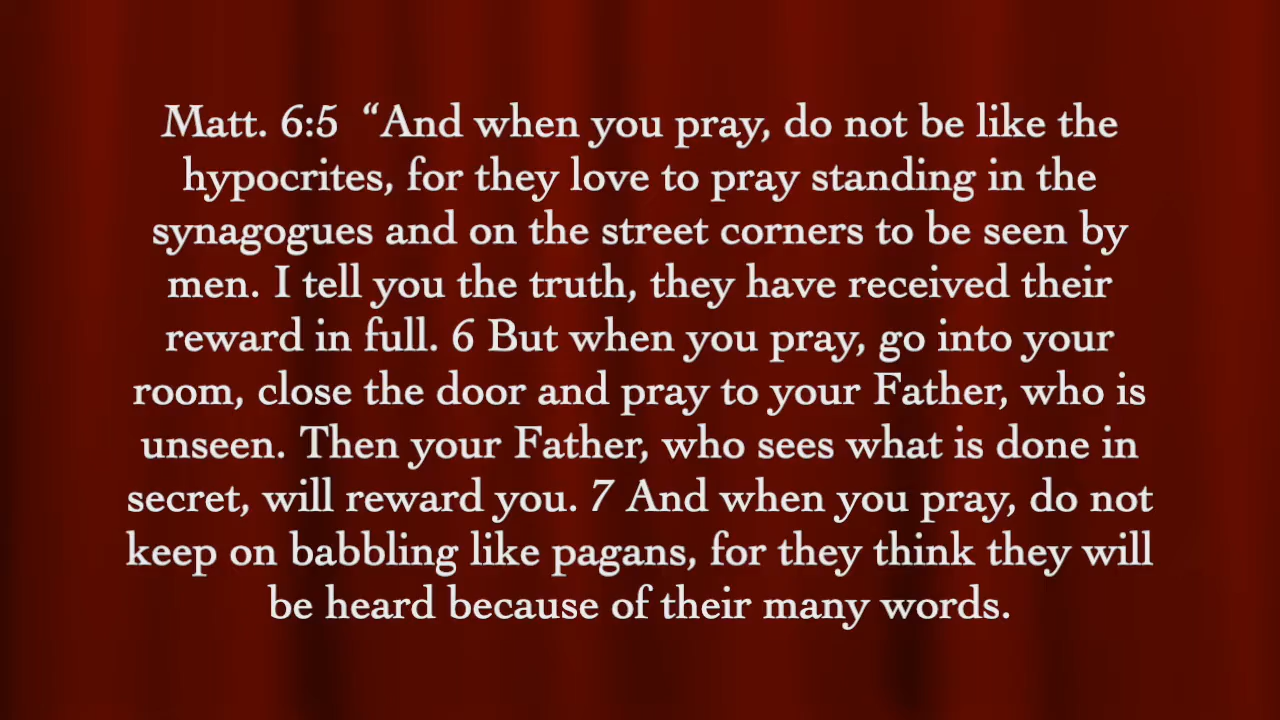 Matt. 6:5  “And when you pray, do not be like the
hypocrites, for they love to pray standing in the
synagogues and on the street corners to be seen by
men. I tell you the truth, they have received their
reward in full. 6 But when you pray, go into your
room, close the door and pray to your Father, who is
unseen. Then your Father, who sees what is done in
secret, will reward you. 7 And when you pray, do not
keep on babbling like pagans, for they think they will
be heard because of their many words.